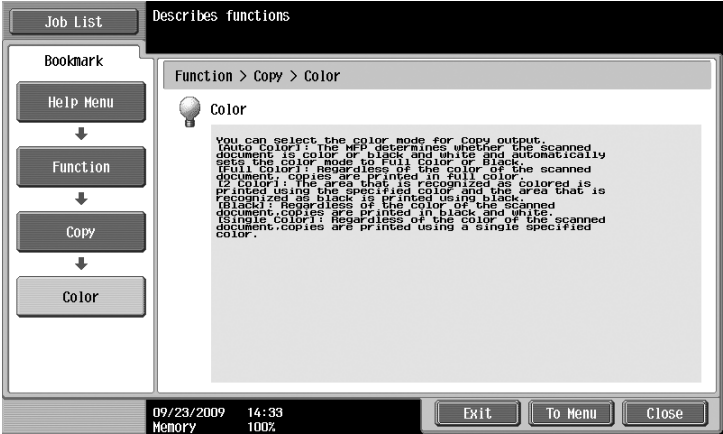 Job List
Describes functions
Bookmark
Help Menu
Function
Copy
Color
Function > Copy > Color
Color
You can select the color mode for Copy output.
[Auto Color]: The MFP determines whether the scanned
document is color or black and white and automatically
sets the color mode to Full Color or Black.
[Full Color]: Regardless of the color of the scanned
document, copies are printed in full color.
[2 Color]: The area that is recognized as colored is
printed using the specified color and the area that is
recognized as black is printed using black.
[Black]: Regardless of the color of the scanned
document,copies are printed in black and white.
[Single Color]: Regardless of the color of the scanned
document,copies are printed using a single specified
color.
09/23/2009 14:33
Memory 100%
Exit
To Menu
Close